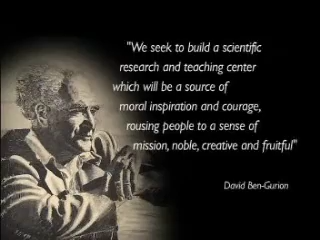 "We seek to build a scientific
research and teaching center
which will be a source of
moral inspiration and courage,
rousing people to a sense of
mission, noble, creative and fruitful"
David Ben-Gurion